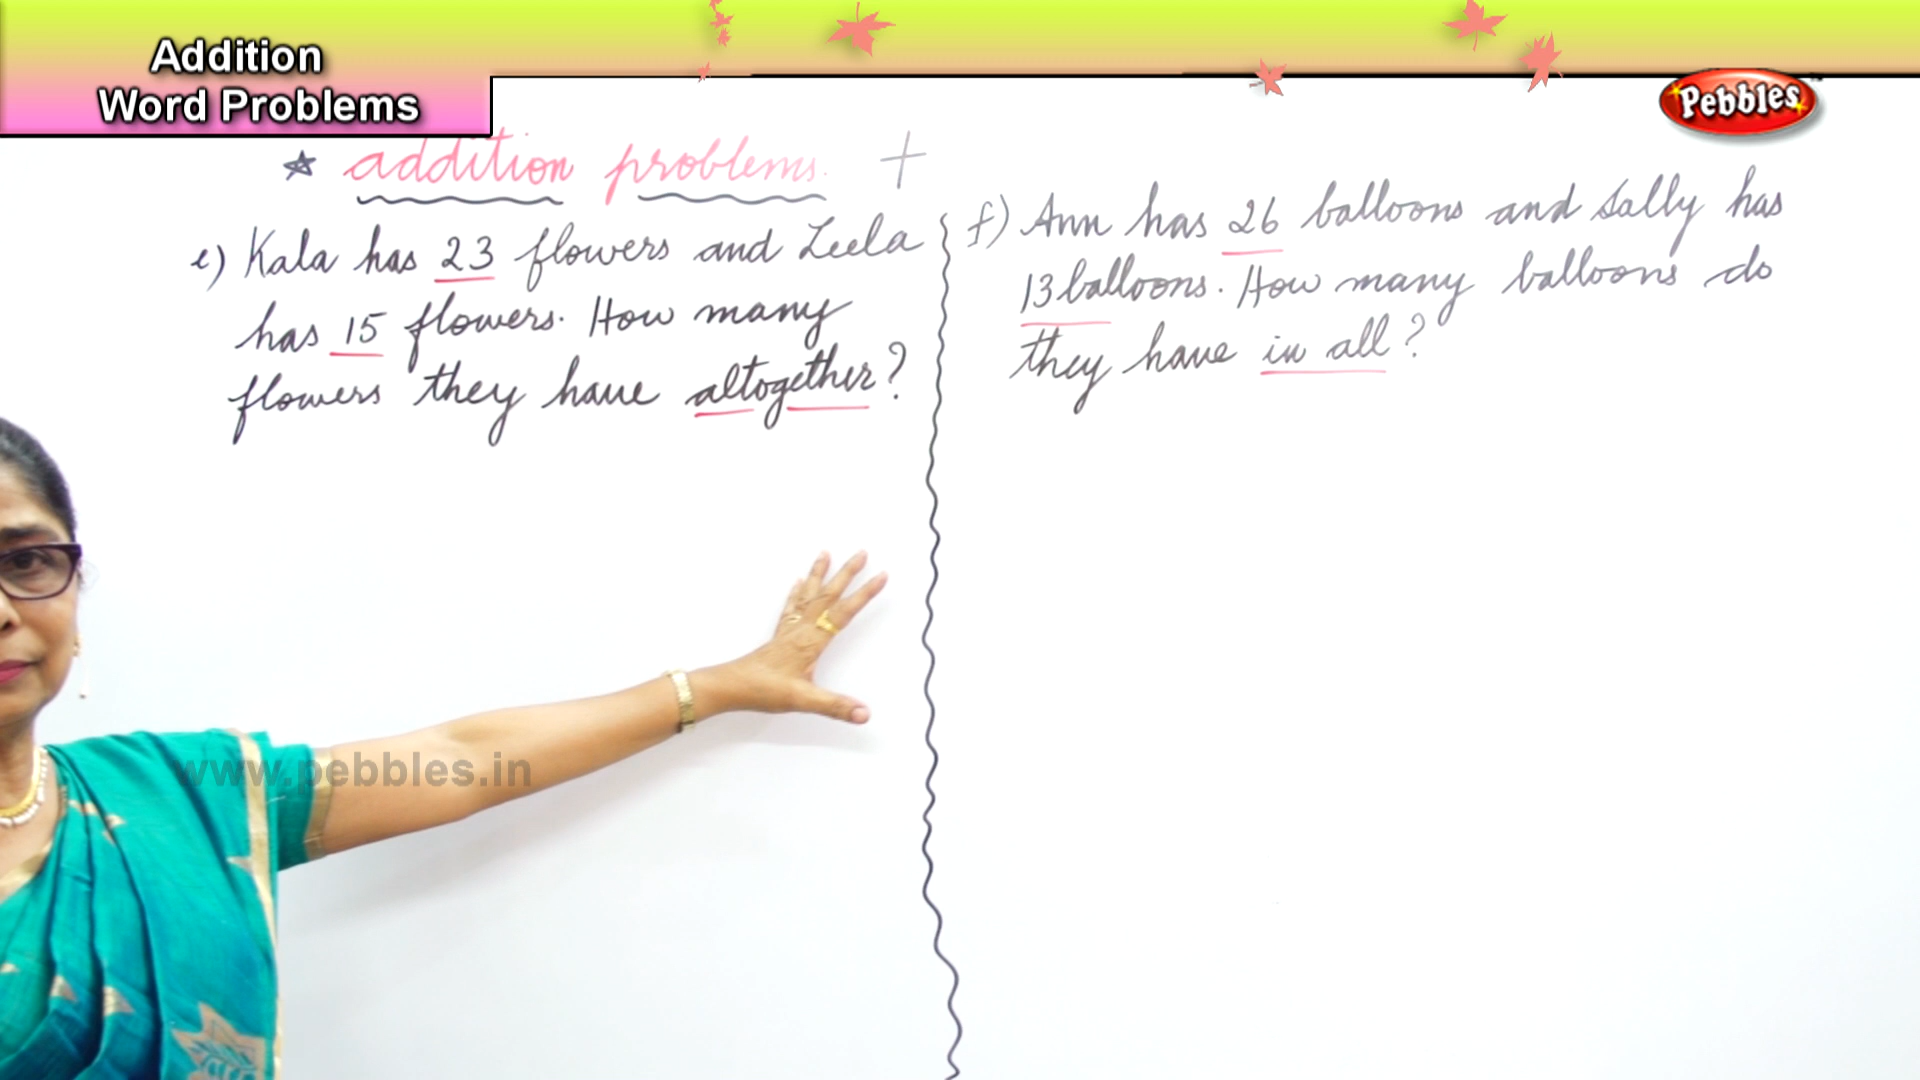 Addition
Word Problems
Pebbles
addition problems. +
e) Kala has 23 flowers and Leela
has 15 flowers. How many
flowers they have altogether?
f) Ann has 26 balloons and Sally has
13 balloons. How many balloons do
they have in all?
www.pebbles.in